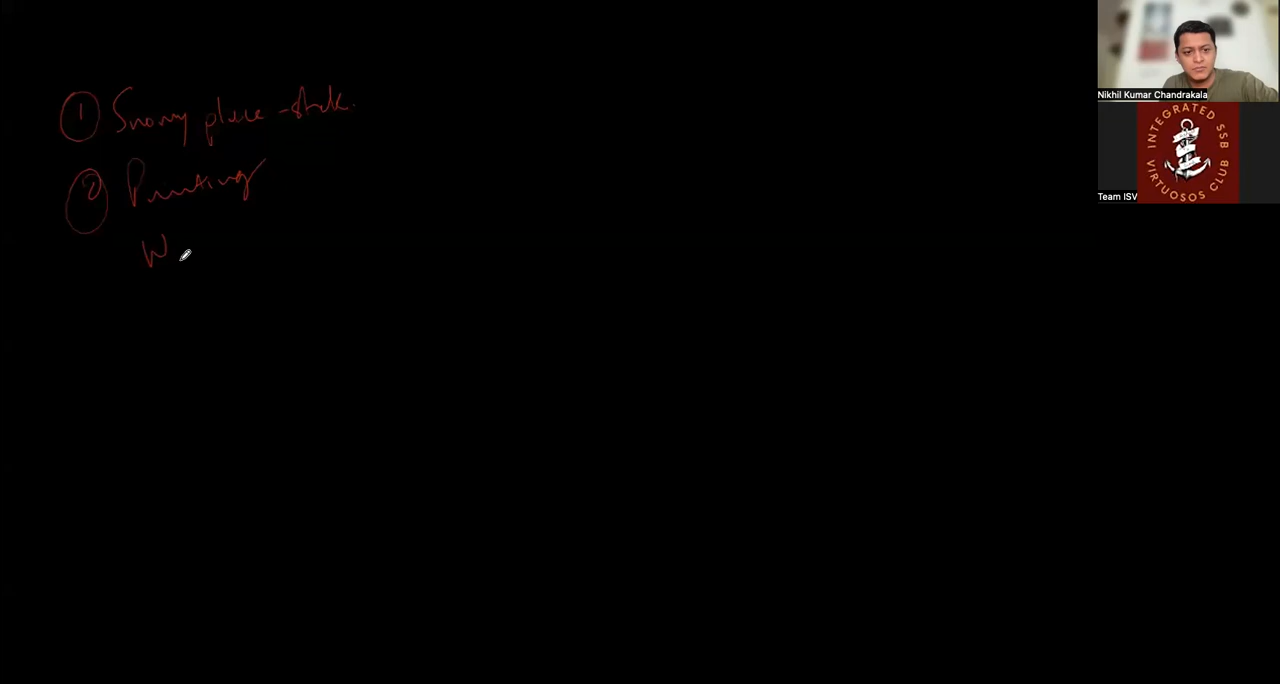 ① Snowy place - stuck.
② Painting
W
Nikhil Kumar Chandrakala
INTEGRATED SSB
VIRTUOSOS CLUB
Team ISV